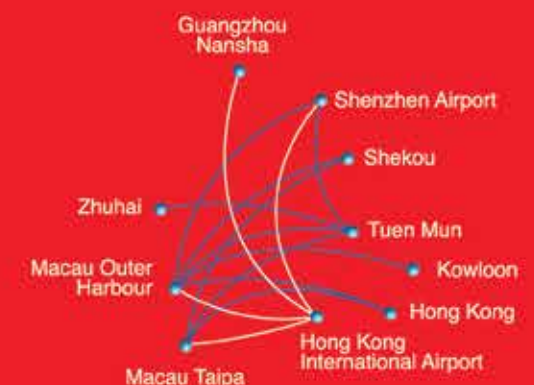 Guangzhou
Nansha
Shenzhen Airport
Shekou
Zhuhai
Tuen Mun
Macau Outer
Harbour
Kowloon
Hong Kong
Hong Kong
International Airport
Macau Taipa